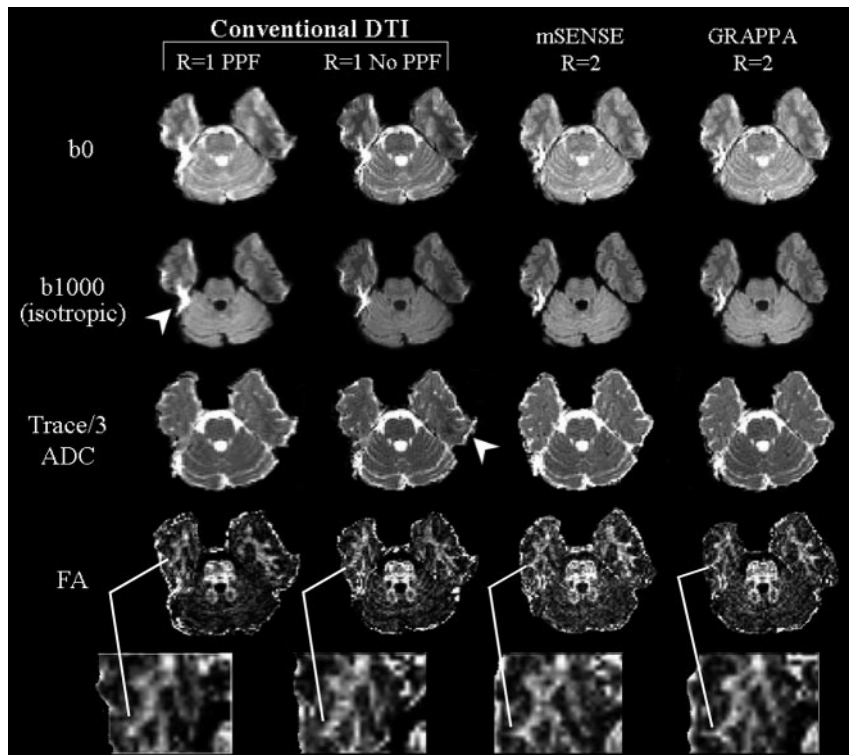 Conventional DTI
R=1 PPF
R=1 No PPF
mSENSE
R=2
GRAPPA
R=2
b0
b1000
(isotropic)
Trace/3
ADC
FA